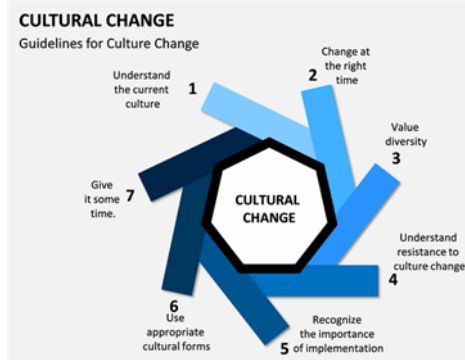 CULTURAL CHANGE
Guidelines for Culture Change
Understand
the current
culture
1
Change at
the right
time
2
Value
diversity
3
Understand
resistance to
culture change
4
Recognize
the importance
of implementation
5
Use
appropriate
cultural forms
6
Give
it some
time.
7
CULTURAL
CHANGE